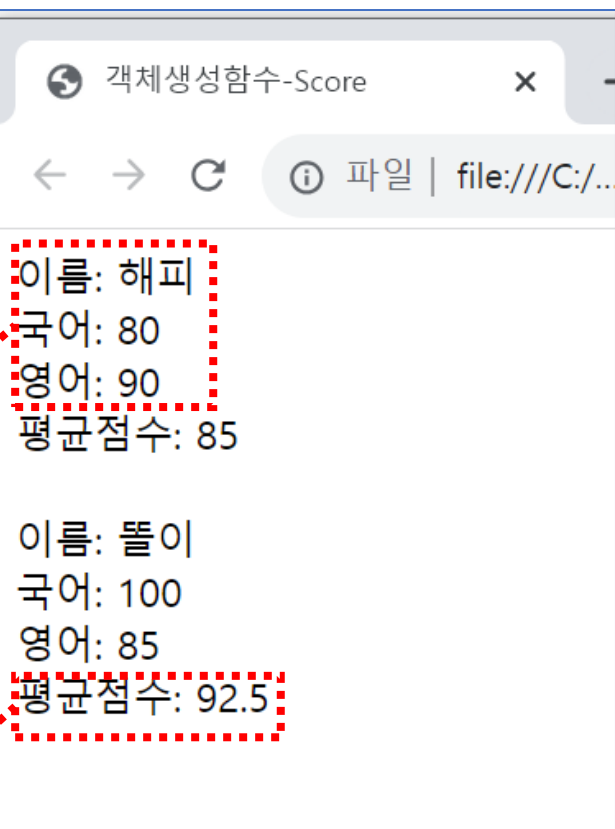 객체생성함수-Score
파일 | file:///C:/...
이름: 해피
국어: 80
영어: 90
평균점수: 85
이름: 똘이
국어: 100
영어: 85
평균점수: 92.5